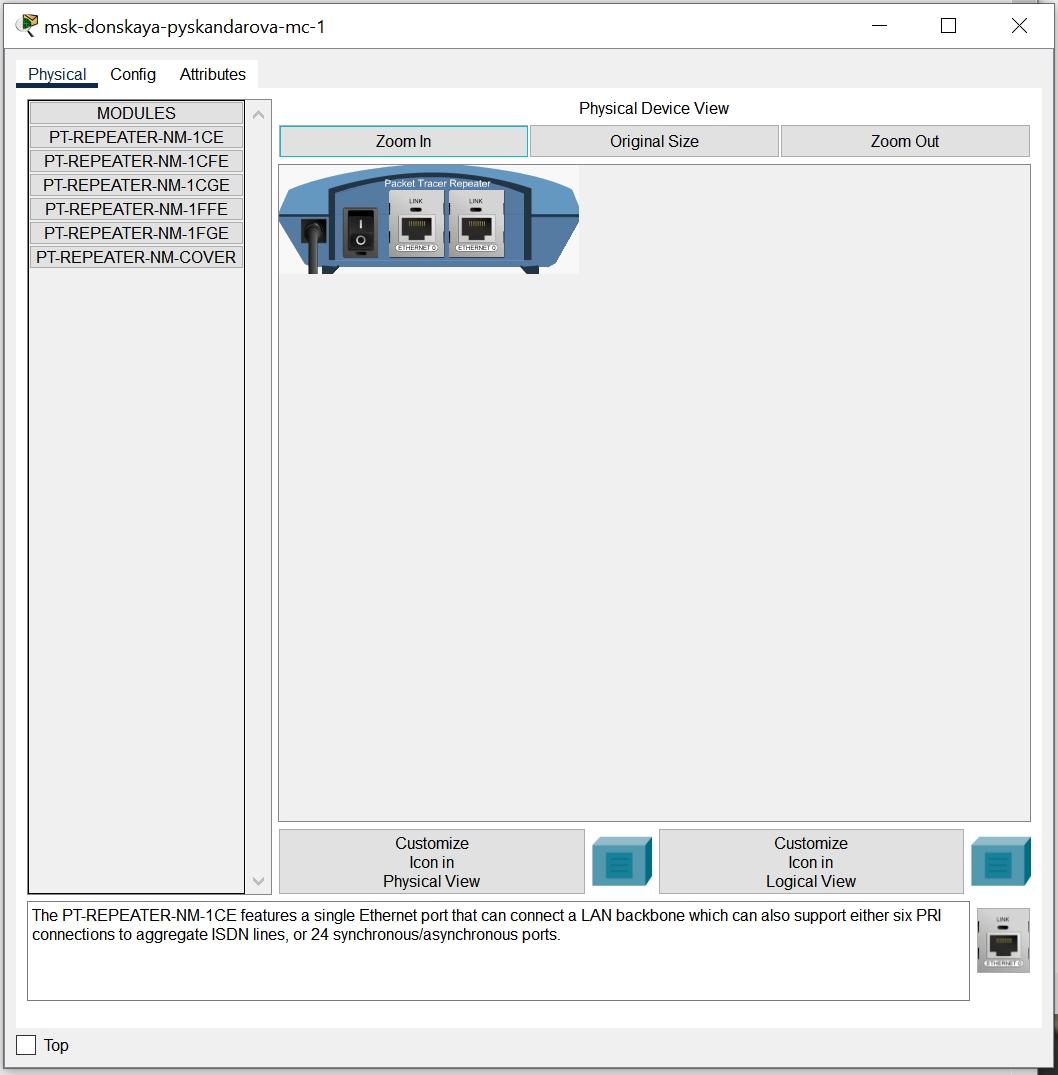 msk-donskaya-pyskandarova-mc-1
Physical Config Attributes
MODULES
PT-REPEATER-NM-1CE
PT-REPEATER-NM-1CFE
PT-REPEATER-NM-1CGE
PT-REPEATER-NM-1FFE
PT-REPEATER-NM-1FGE
PT-REPEATER-NM-COVER
Physical Device View
Zoom In Original Size Zoom Out
Packet Tracer Repeater
LINK LINK
ETHERNET 0 ETHERNET 0
Customize
Icon in
Physical View
Customize
Icon in
Logical View
The PT-REPEATER-NM-1CE features a single Ethernet port that can connect a LAN backbone which can also support either six PRI
connections to aggregate ISDN lines, or 24 synchronous/asynchronous ports.
LINK
ETHERNET 0
Top